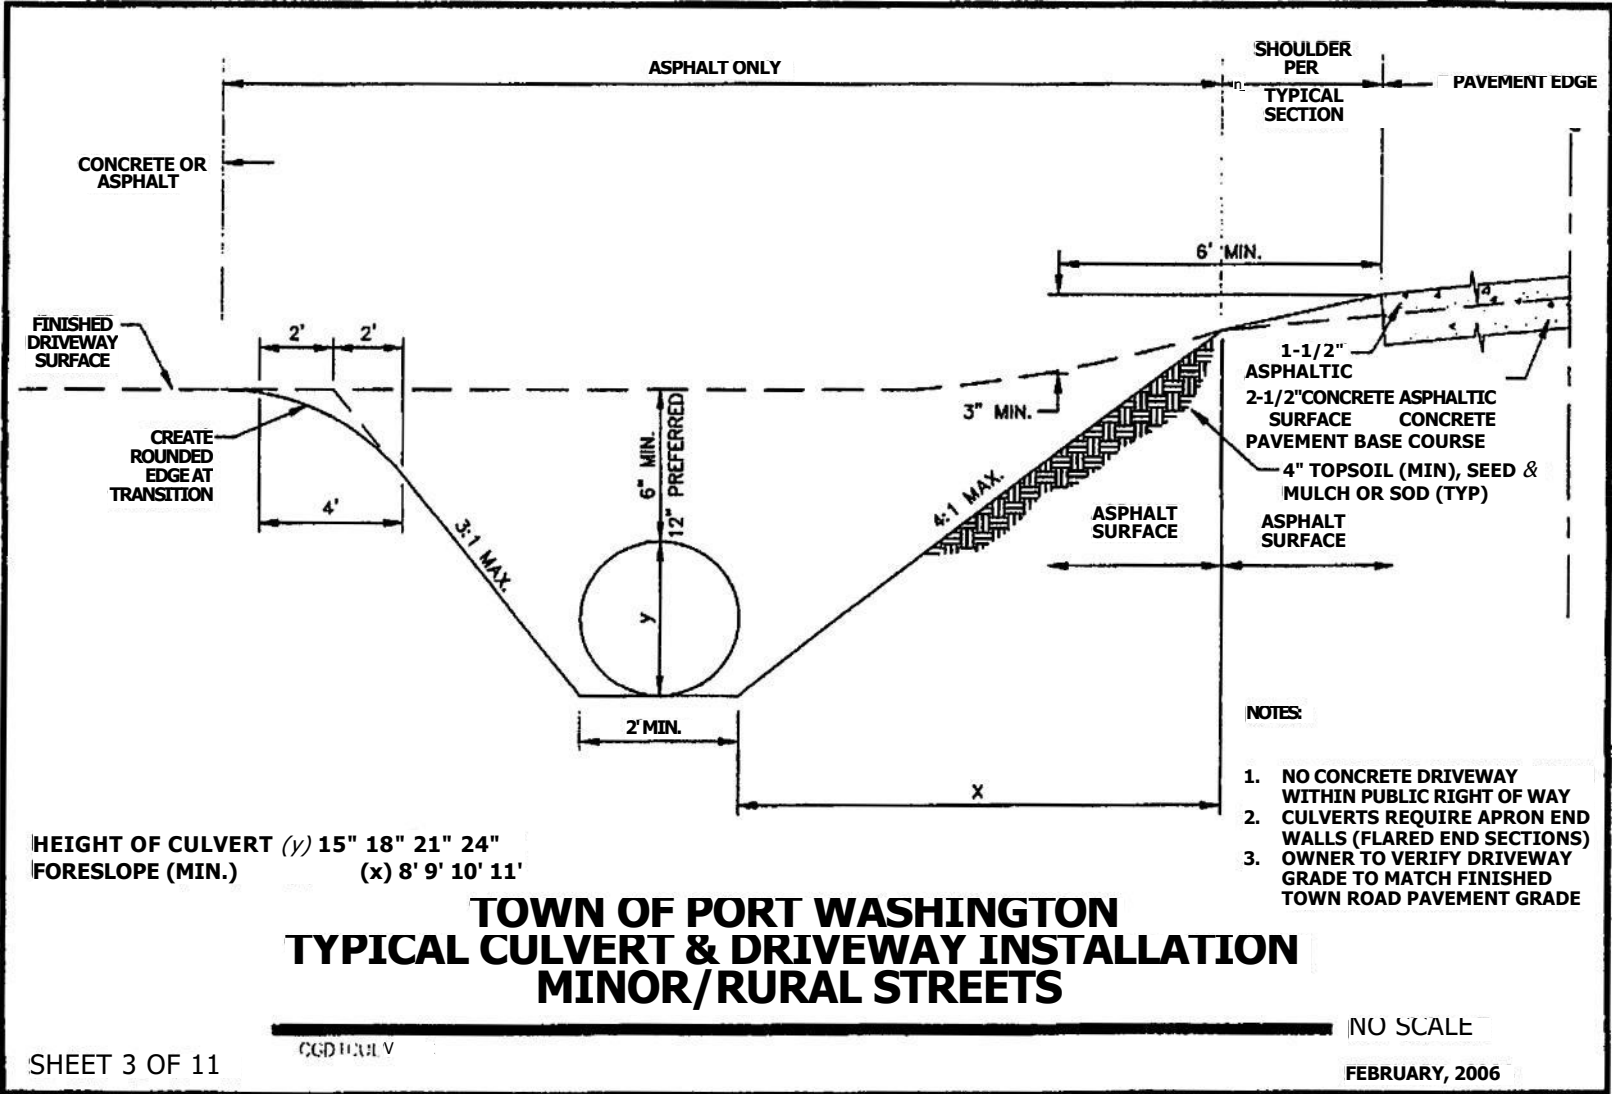 ASPHALT ONLY
SHOULDER
PER
TYPICAL
SECTION
PAVEMENT EDGE
CONCRETE OR
ASPHALT
6' MIN.
FINISHED
DRIVEWAY
SURFACE
2'
2'
1-1/2"
ASPHALTIC
2-1/2"CONCRETE ASPHALTIC
SURFACE CONCRETE
PAVEMENT BASE COURSE
3" MIN.
CREATE
ROUNDED
EDGE AT
TRANSITION
4'
6" MIN.
12" PREFERRED
4" TOPSOIL (MIN), SEED &
MULCH OR SOD (TYP)
3:1 MAX.
4:1 MAX.
ASPHALT
SURFACE
ASPHALT
SURFACE
y
2' MIN.
X
NOTES:
1. NO CONCRETE DRIVEWAY
WITHIN PUBLIC RIGHT OF WAY
2. CULVERTS REQUIRE APRON END
WALLS (FLARED END SECTIONS)
3. OWNER TO VERIFY DRIVEWAY
GRADE TO MATCH FINISHED
TOWN ROAD PAVEMENT GRADE
HEIGHT OF CULVERT (y) 15" 18" 21" 24"
FORESLOPE (MIN.) (x) 8' 9' 10' 11'
TOWN OF PORT WASHINGTON
TYPICAL CULVERT & DRIVEWAY INSTALLATION
MINOR/RURAL STREETS
NO SCALE
SHEET 3 OF 11
FEBRUARY, 2006